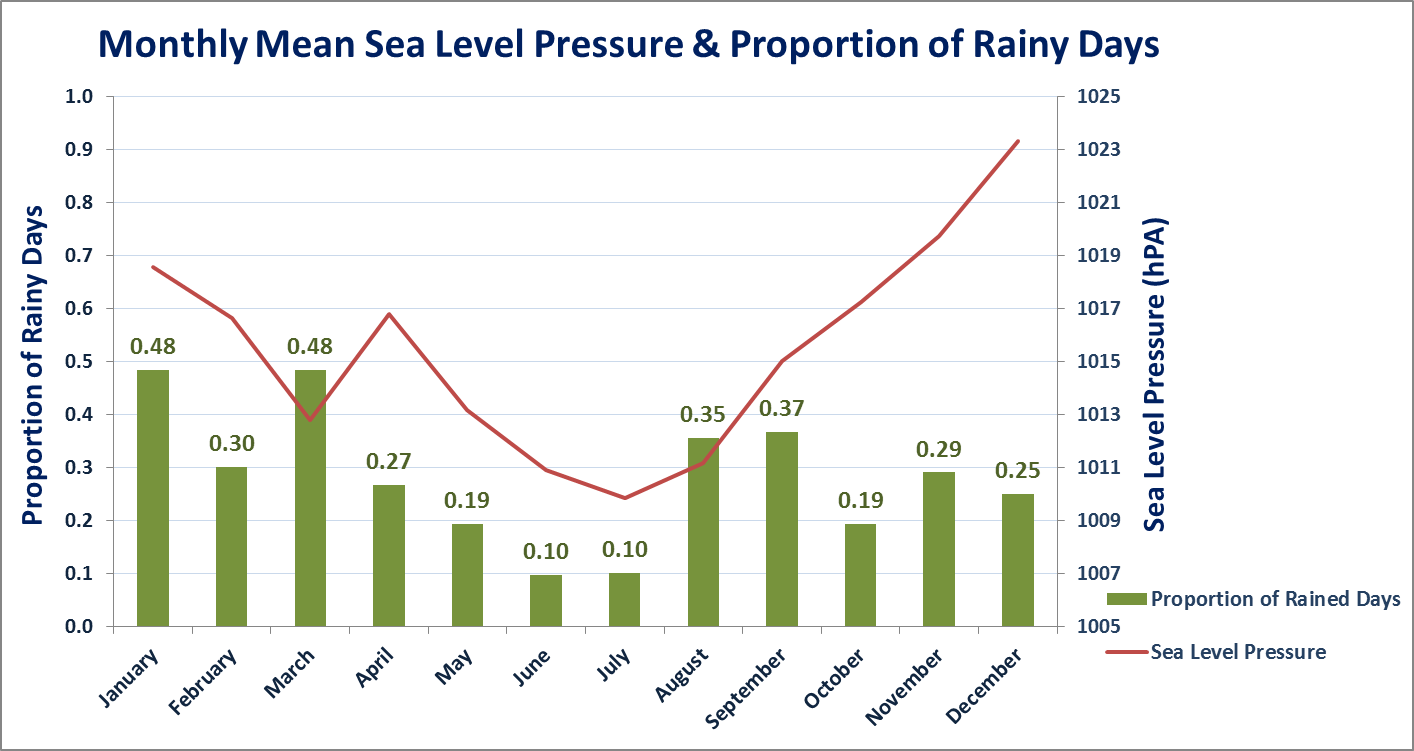 Monthly Mean Sea Level Pressure & Proportion of Rainy Days
Proportion of Rainy Days
1.0
0.9
0.8
0.7
0.6
0.5
0.4
0.3
0.2
0.1
0.0
0.48
0.30
0.48
0.27
0.19
0.10
0.10
0.35
0.37
0.19
0.29
0.25
January
February
March
April
May
June
July
August
September
October
November
December
1025
1023
1021
1019
1017
1015
1013
1011
1009
1007
1005
Sea Level Pressure (hPA)
Proportion of Rained Days
Sea Level Pressure